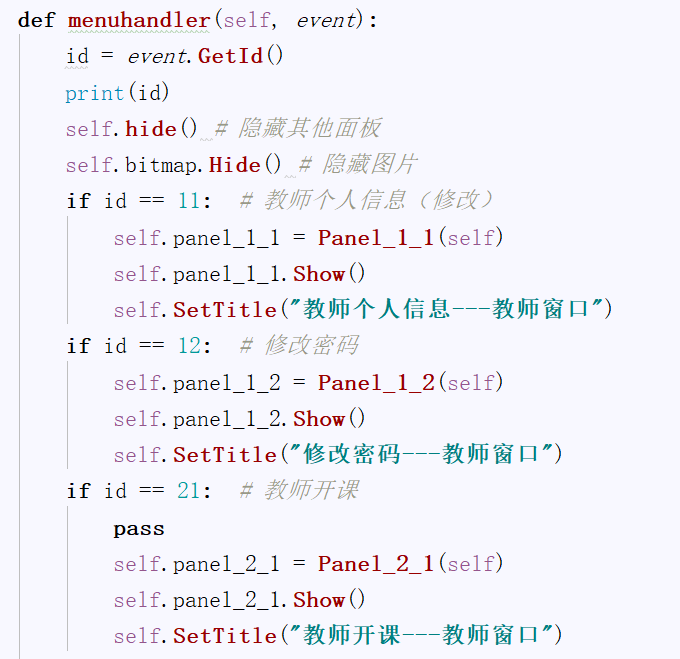 def menuhandler(self, event):
    id = event.GetId()
    print(id)
    self.hide()  # 隐藏其他面板
    self.bitmap.Hide()  # 隐藏图片
    if id == 11:  # 教师个人信息（修改）
        self.panel_1_1 = Panel_1_1(self)
        self.panel_1_1.Show()
        self.SetTitle("教师个人信息---教师窗口")
    if id == 12:  # 修改密码
        self.panel_1_2 = Panel_1_2(self)
        self.panel_1_2.Show()
        self.SetTitle("修改密码---教师窗口")
    if id == 21:  # 教师开课
        pass
        self.panel_2_1 = Panel_2_1(self)
        self.panel_2_1.Show()
        self.SetTitle("教师开课---教师窗口")